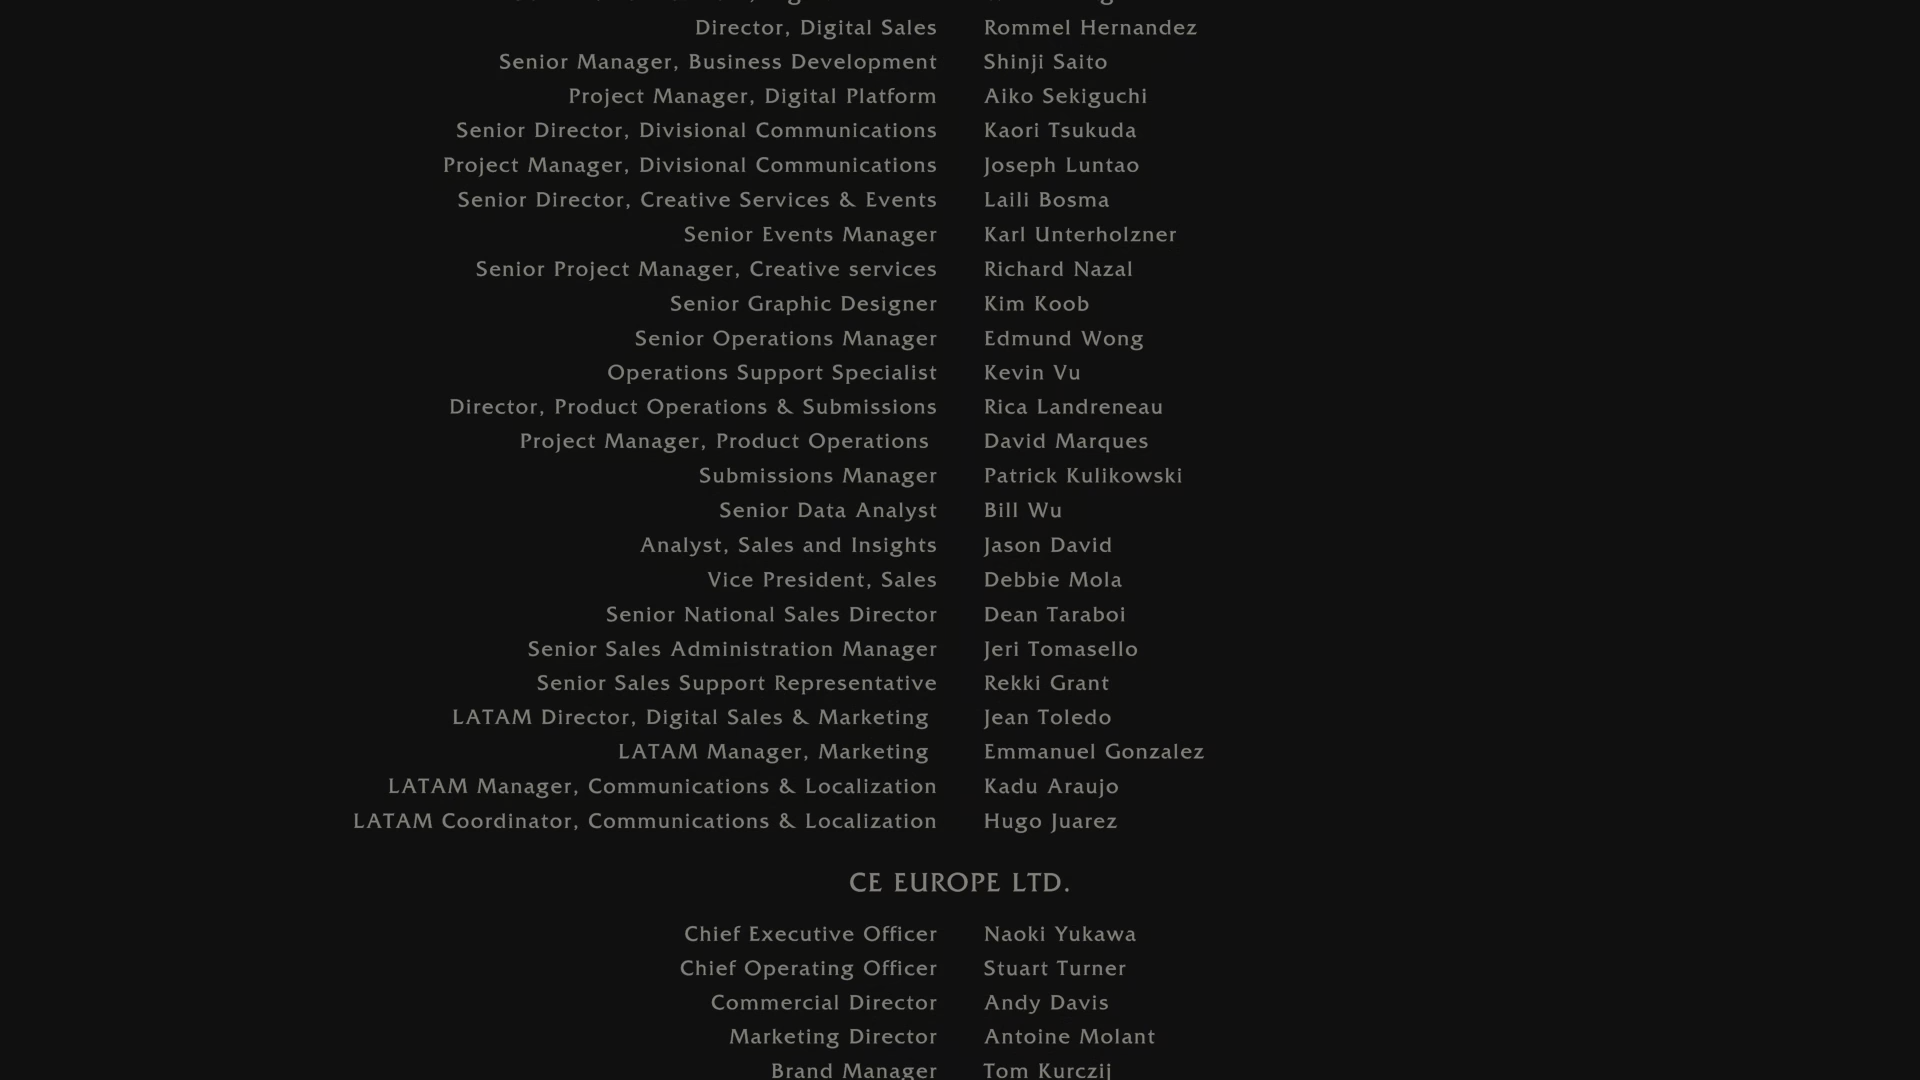 Director, Digital Sales Rommel Hernandez
Senior Manager, Business Development Shinji Saito
Project Manager, Digital Platform Aiko Sekiguchi
Senior Director, Divisional Communications Kaori Tsukuda
Project Manager, Divisional Communications Joseph Luntao
Senior Director, Creative Services & Events Laili Bosma
Senior Events Manager Karl Unterholzner
Senior Project Manager, Creative services Richard Nazal
Senior Graphic Designer Kim Koob
Senior Operations Manager Edmund Wong
Operations Support Specialist Kevin Vu
Director, Product Operations & Submissions Rica Landreneau
Project Manager, Product Operations David Marques
Submissions Manager Patrick Kulikowski
Senior Data Analyst Bill Wu
Analyst, Sales and Insights Jason David
Vice President, Sales Debbie Mola
Senior National Sales Director Dean Taraboi
Senior Sales Administration Manager Jeri Tomasello
Senior Sales Support Representative Rekki Grant
LATAM Director, Digital Sales & Marketing Jean Toledo
LATAM Manager, Marketing Emmanuel Gonzalez
LATAM Manager, Communications & Localization Kadu Araujo
LATAM Coordinator, Communications & Localization Hugo Juarez
CE EUROPE LTD.
Chief Executive Officer Naoki Yukawa
Chief Operating Officer Stuart Turner
Commercial Director Andy Davis
Marketing Director Antoine Molant
Brand Manager Tom Kurczij